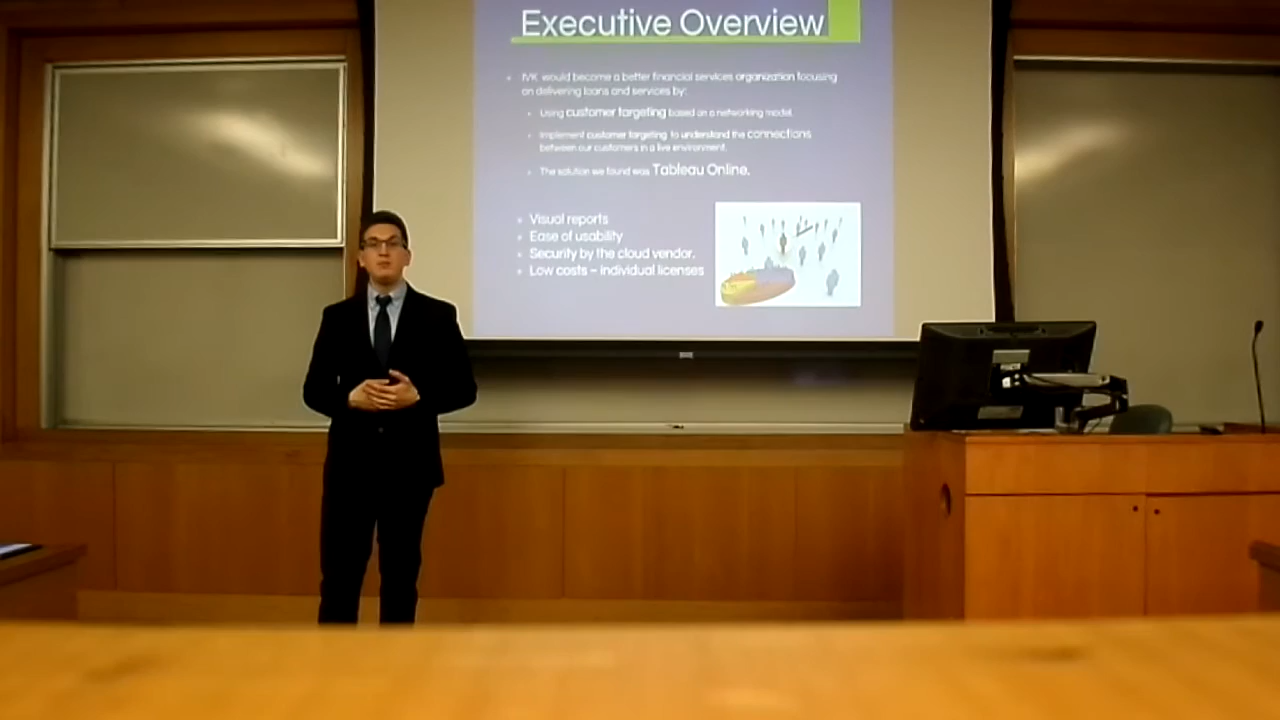 Executive Overview
IVK would become a better financial services organization focusing
on delivering loans and services by:
Using customer targeting based on a networking model.
Implement customer targeting to understand the connections
between our customers in a live environment.
The solution we found was Tableau Online.
Visual reports
Ease of usability
Security by the cloud vendor.
Low costs – individual licenses